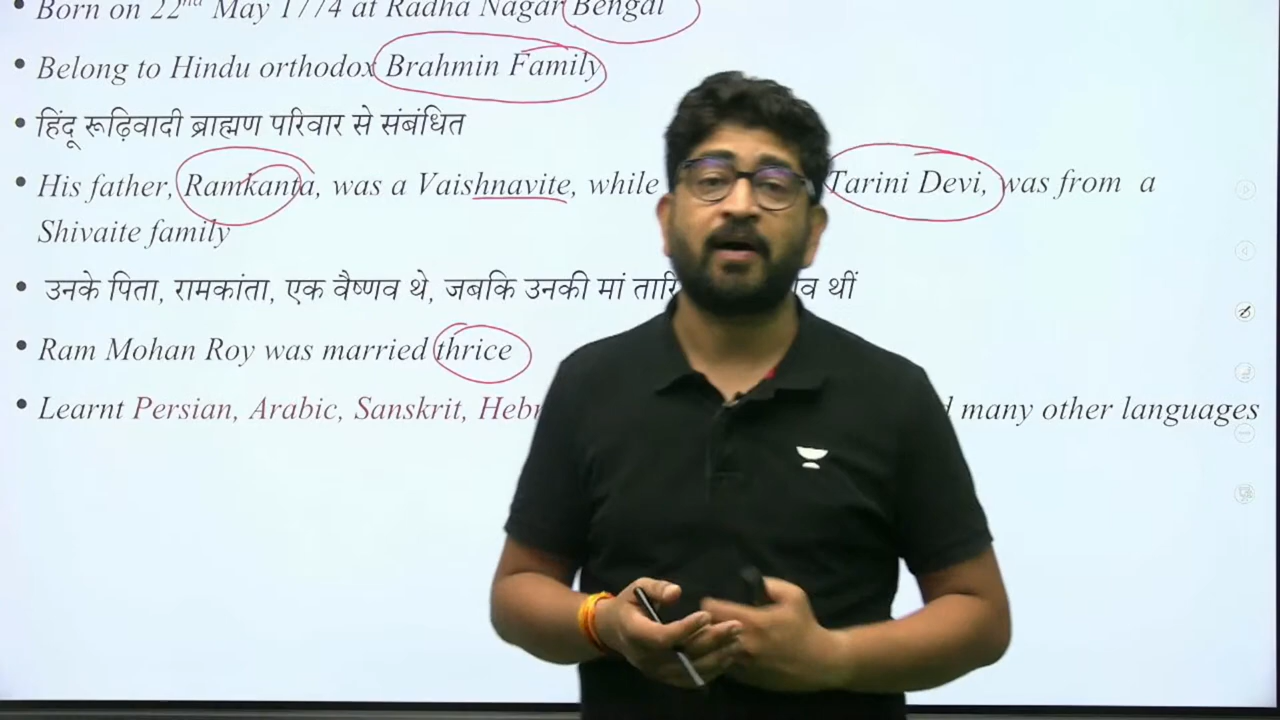 • Born on 22nd May 1774 at Radha Nagar Bengal
• Belong to Hindu orthodox Brahmin Family
• हिंदू रूढ़िवादी ब्राह्मण परिवार से संबंधित
• His father, Ramkanta, was a Vaishnavite, while Tarini Devi, was from a
Shivaite family
• उनके पिता, रामकांता, एक वैष्णव थे, जबकि उनकी मां थीं
• Ram Mohan Roy was married thrice
• Learnt Persian, Arabic, Sanskrit, many other languages